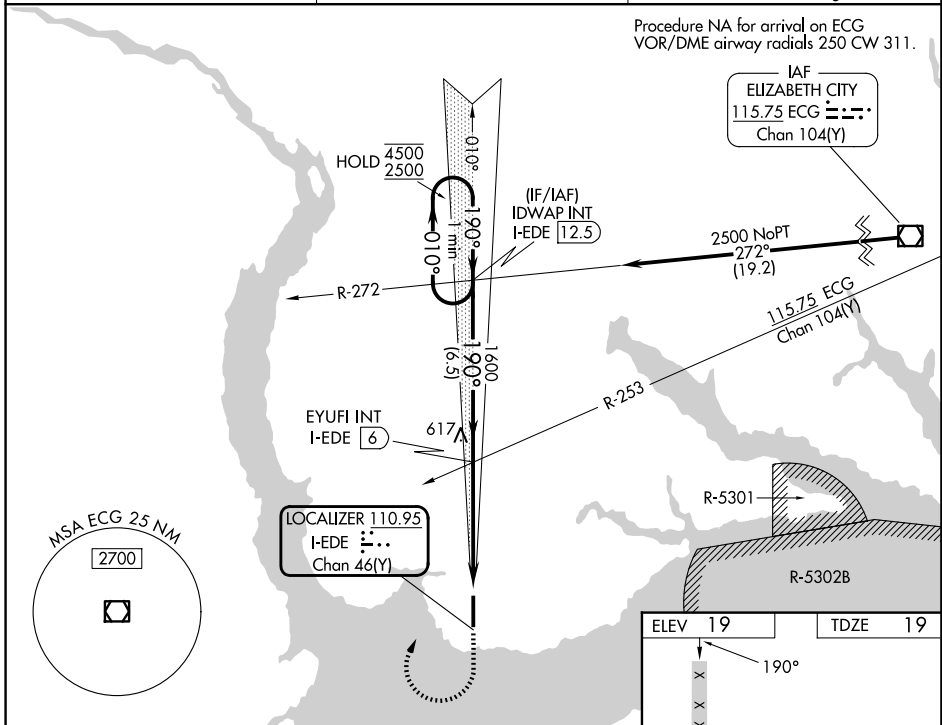 Procedure NA for arrival on ECG
VOR/DME airway radials 250 CW 311.
IAF
ELIZABETH CITY
115.75 ECG
Chan 104(Y)
010°
HOLD 4500
2500
190°
1 min
010°
(IF/IAF)
IDWAP INT
I-EDE 12.5
2500 NoPT
272°
(19.2)
R-272
115.75 ECG
Chan 104(Y)
1600
190°
(6.5)
R-253
EYUFI INT
I-EDE 6
617
R-5301
LOCALIZER 110.95
I-EDE
Chan 46(Y)
MSA ECG 25 NM
2700
R-5302B
ELEV 19
TDZE 19
190°
X
X
X